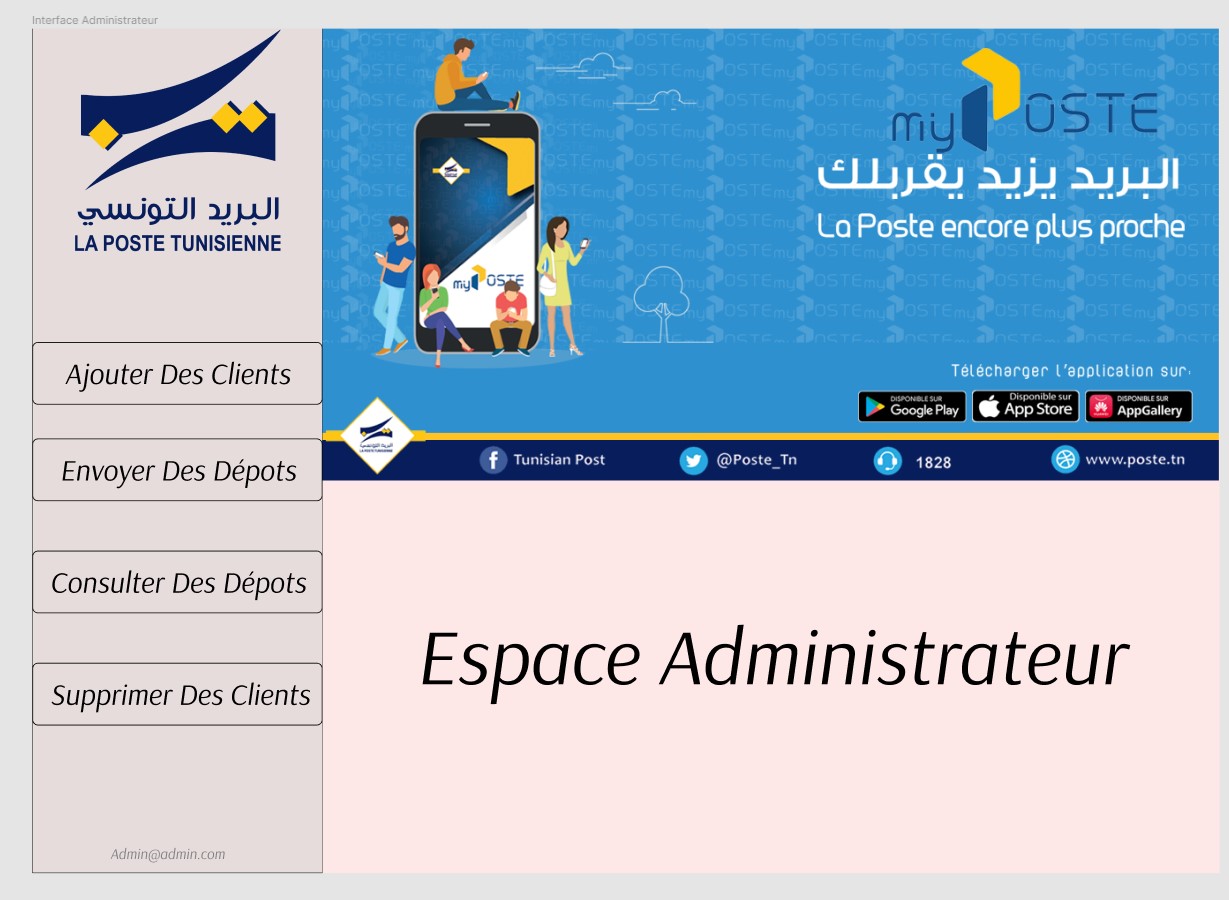 Interface Administrateur
البريد التونسي
LA POSTE TUNISIENNE
Ajouter Des Clients
Envoyer Des Dépots
Consulter Des Dépots
Supprimer Des Clients
Admin@admin.com
myPOSTE
البريد يزيد يقربلك
La Poste encore plus proche
myPOSTE
Télécharger l'application sur:
DISPONIBLE SUR
Google Play
Disponible sur
App Store
DISPONIBLE SUR
AppGallery
Tunisian Post
@Poste_Tn
1828
www.poste.tn
Espace Administrateur